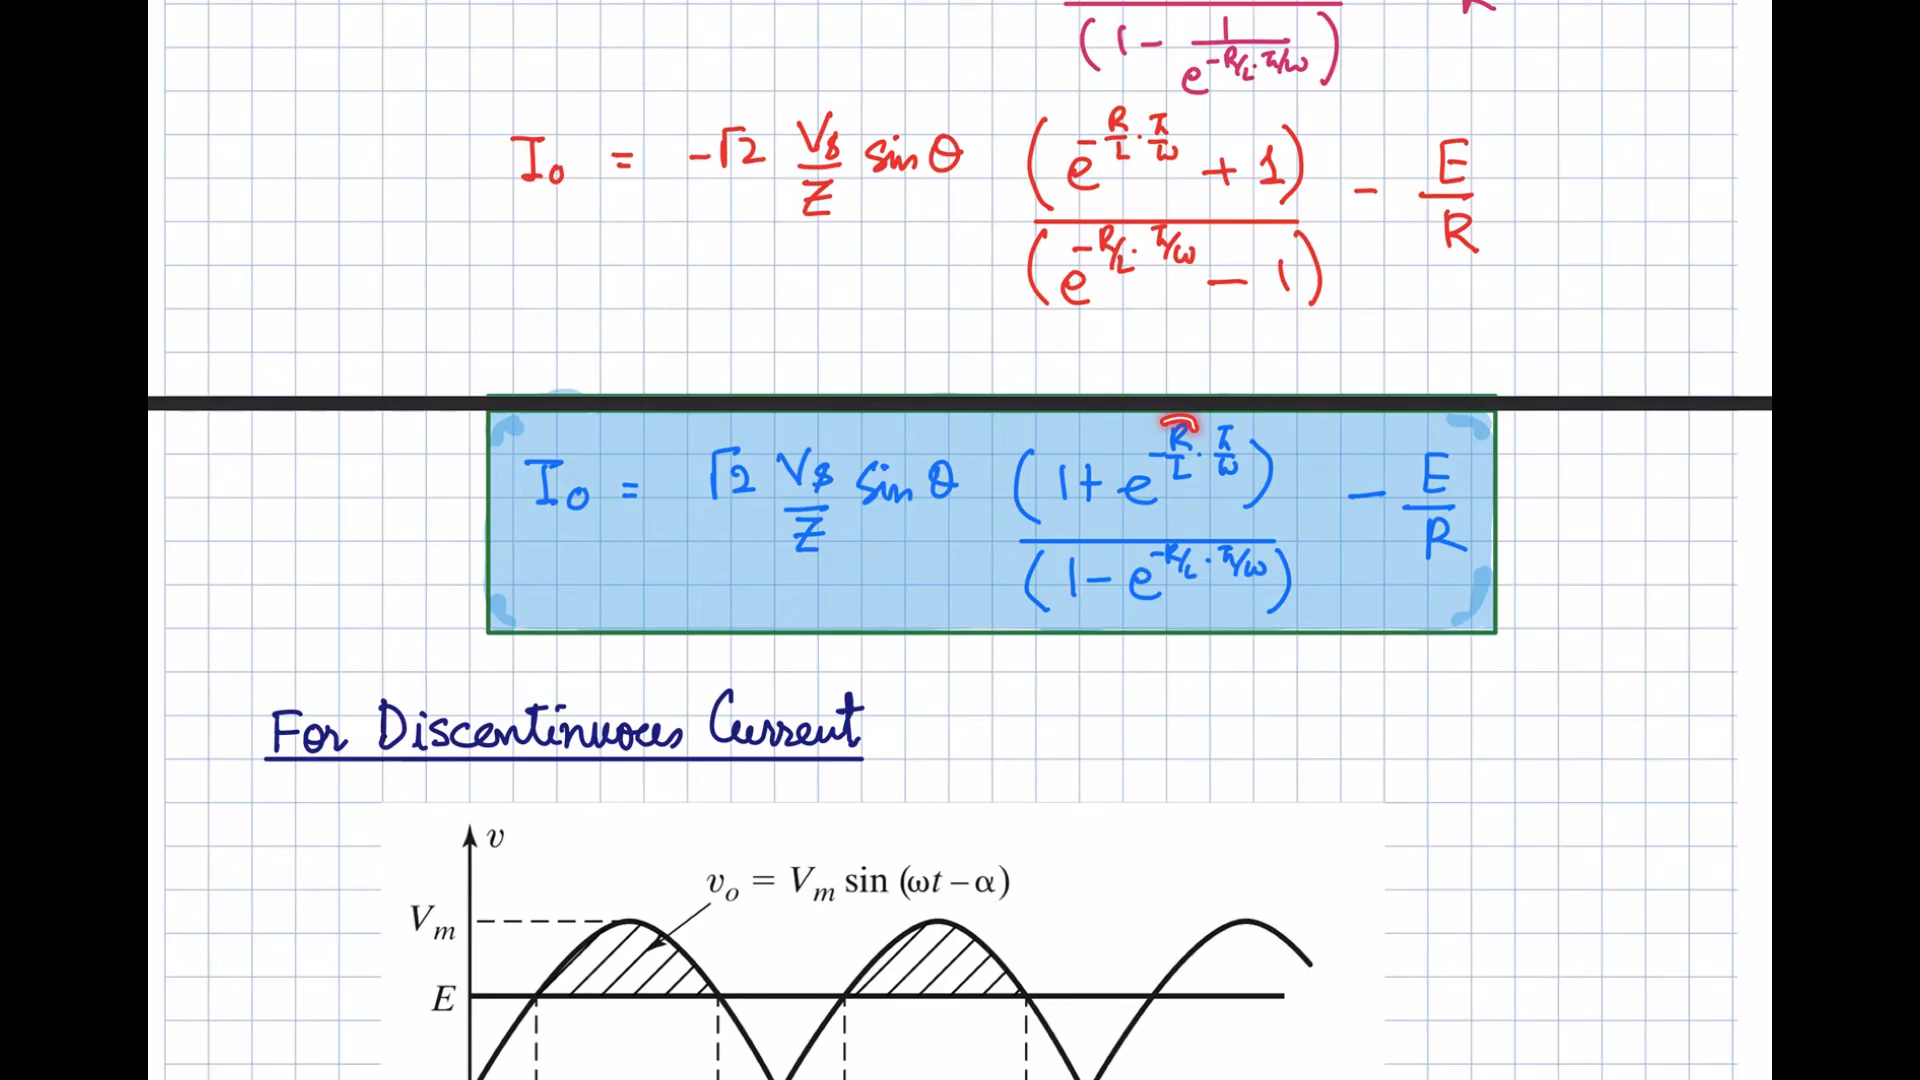 (1 - 1/e^(-R/L · π/ω)) R
I₀ = -√2 Vs/Z sin θ (e^(-R/L · π/ω) + 1)/(e^(-R/L · π/ω) - 1) - E/R
I₀ = √2 Vs/Z sin θ (1 + e^(-R/L · π/ω))/(1 - e^(-R/L · π/ω)) - E/R
For Discontinuous Current
v
vₒ = Vₘ sin (ωt – α)
Vₘ
E